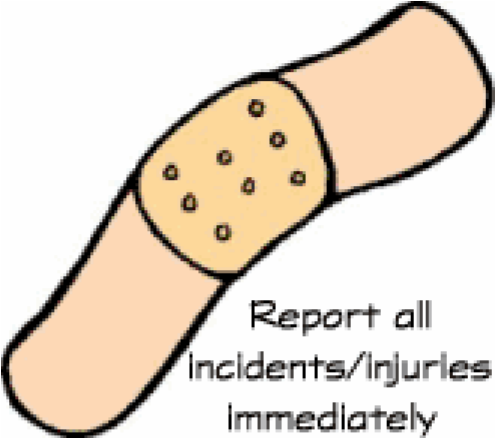 Report all
incidents/injuries
immediately